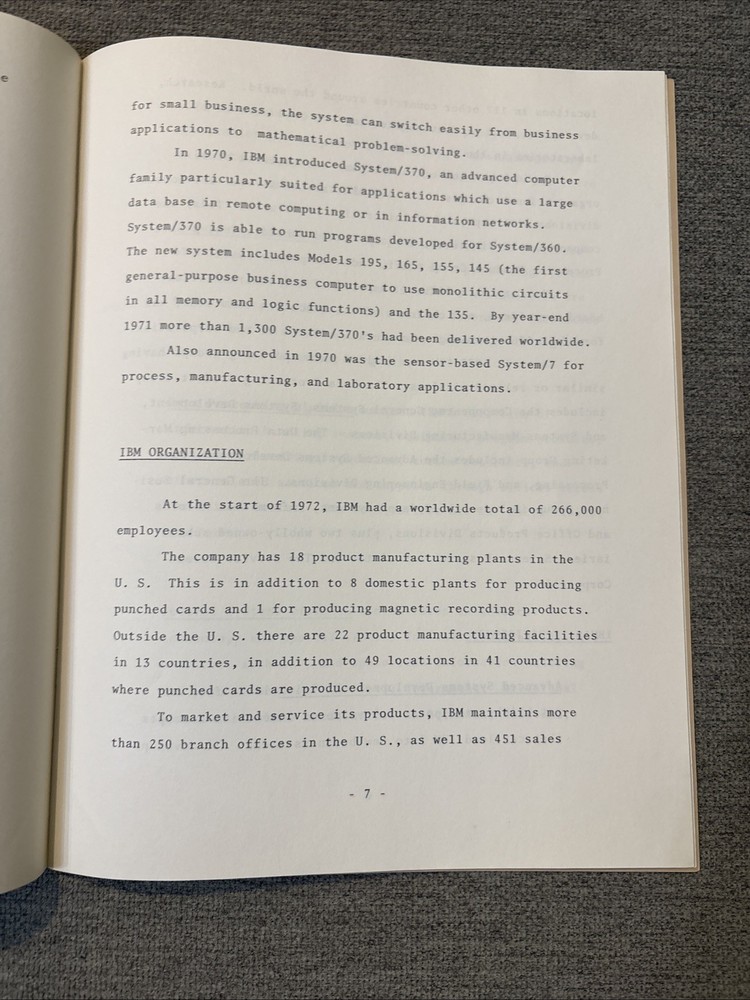 e
for small business, the system can switch easily from business
applications to mathematical problem-solving.
In 1970, IBM introduced System/370, an advanced computer
family particularly suited for applications which use a large
data base in remote computing or in information networks.
System/370 is able to run programs developed for System/360.
The new system includes Models 195, 165, 155, 145 (the first
general-purpose business computer to use monolithic circuits
in all memory and logic functions) and the 135. By year-end
1971 more than 1,300 System/370's had been delivered worldwide.
Also announced in 1970 was the sensor-based System/7 for
process, manufacturing, and laboratory applications.
IBM ORGANIZATION
At the start of 1972, IBM had a worldwide total of 266,000
employees.
The company has 18 product manufacturing plants in the
U. S. This is in addition to 8 domestic plants for producing
punched cards and 1 for producing magnetic recording products.
Outside the U. S. there are 22 product manufacturing facilities
in 13 countries, in addition to 49 locations in 41 countries
where punched cards are produced.
To market and service its products, IBM maintains more
than 250 branch offices in the U. S., as well as 451 sales
- 7 -